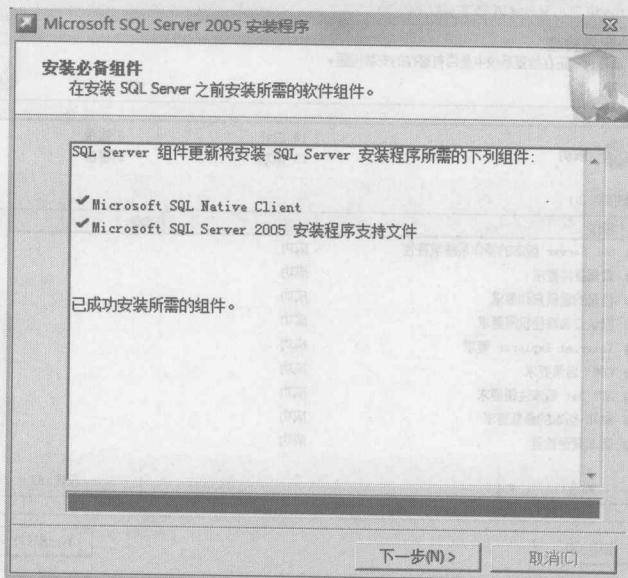 Microsoft SQL Server 2005 安装程序
安装必备组件
在安装 SQL Server 之前安装所需的软件组件。
SQL Server 组件更新将安装 SQL Server 安装程序所需的下列组件:
✔Microsoft SQL Native Client
✔Microsoft SQL Server 2005 安装程序支持文件
已成功安装所需的组件。
下一步(N) >
取消(C)